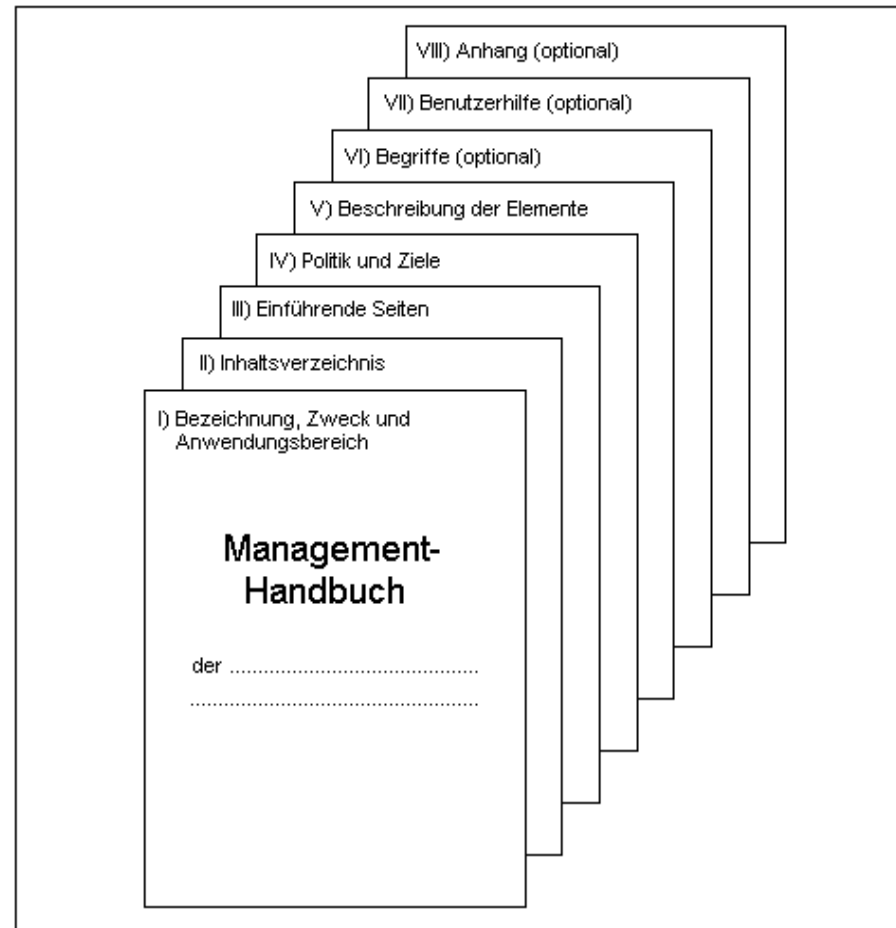 VIII) Anhang (optional)
VII) Benutzerhilfe (optional)
VI) Begriffe (optional)
V) Beschreibung der Elemente
IV) Politik und Ziele
III) Einführende Seiten
II) Inhaltsverzeichnis
I) Bezeichnung, Zweck und
Anwendungsbereich
Management-
Handbuch
der ..........................................
.................................................